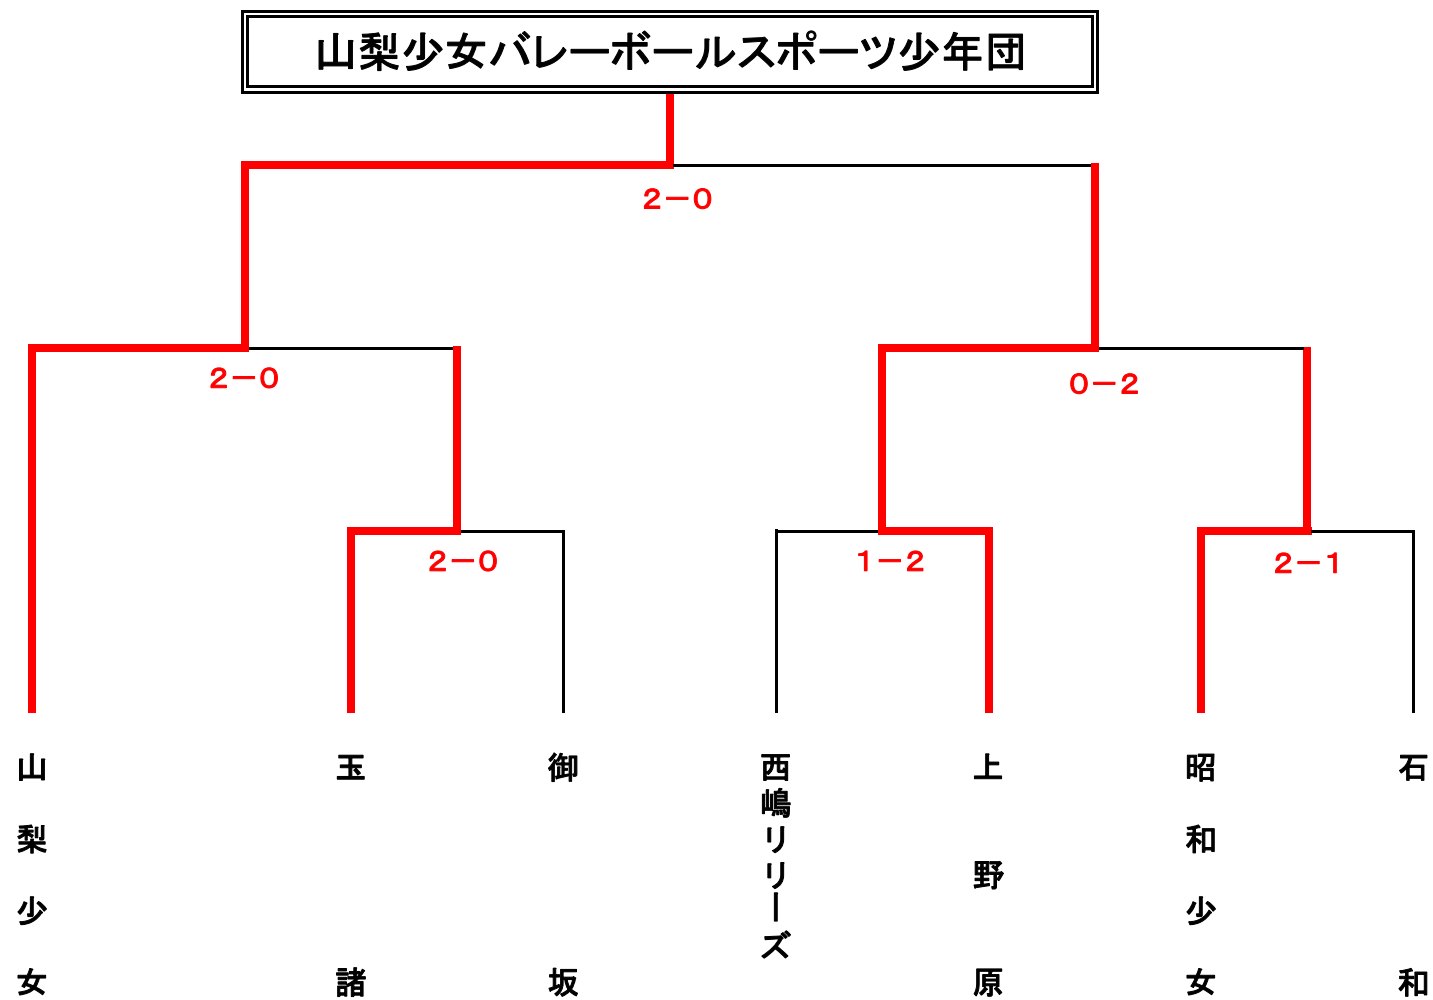 山梨少女バレーボールスポーツ少年団
2－0
2－0
0－2
2－0
1－2
2－1
山梨少女
玉諸
御坂
西嶋リリーズ
上野原
昭和少女
石和